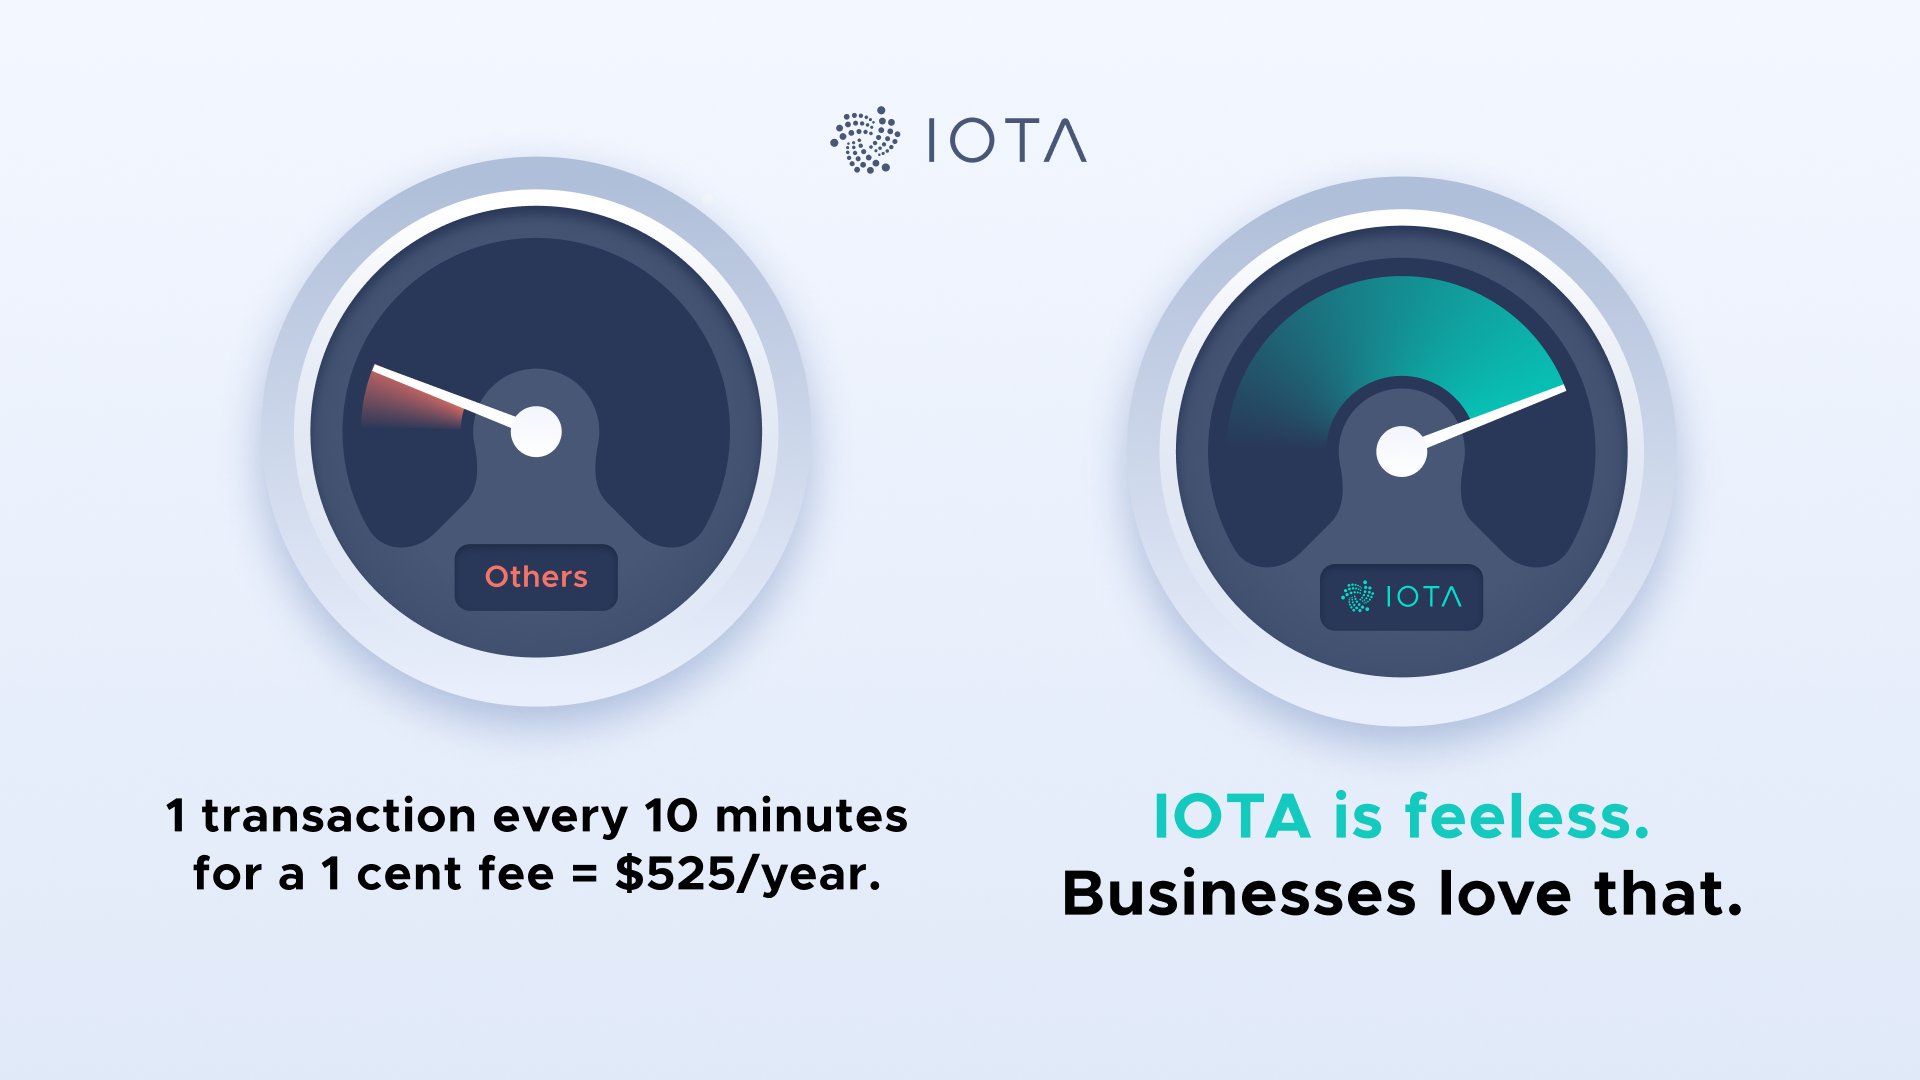 IOTA
Others
IOTA
1 transaction every 10 minutes
for a 1 cent fee = $525/year.
IOTA is feeless.
Businesses love that.